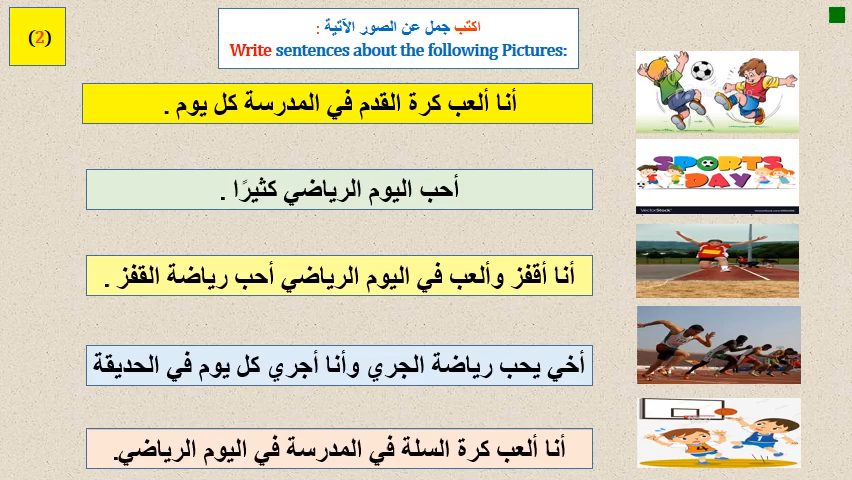 (2)
اكتب جمل عن الصور الآتية :
Write sentences about the following Pictures:
أنا ألعب كرة القدم في المدرسة كل يوم .
أحب اليوم الرياضي كثيرًا .
SPORTS
DAY
VectorStock
أنا أقفز وألعب في اليوم الرياضي أحب رياضة القفز .
أخي يحب رياضة الجري وأنا أجري كل يوم في الحديقة
أنا ألعب كرة السلة في المدرسة في اليوم الرياضي.